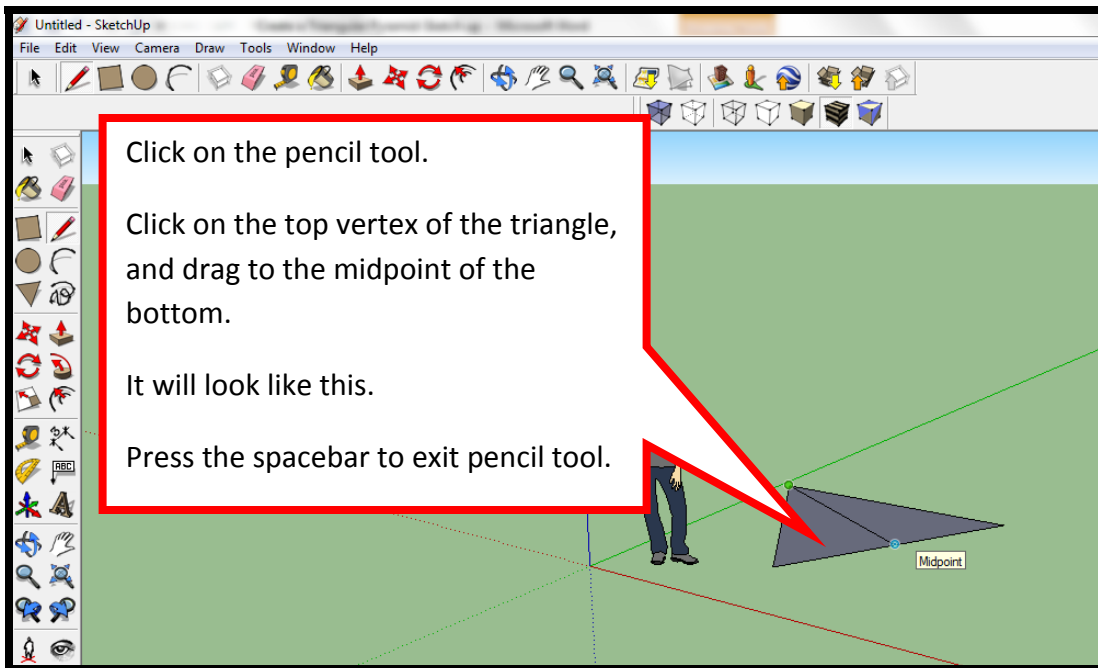 Untitled - SketchUp
File Edit View Camera Draw Tools Window Help
Click on the pencil tool.
Click on the top vertex of the triangle,
and drag to the midpoint of the
bottom.
It will look like this.
Press the spacebar to exit pencil tool.
ABC
Midpoint